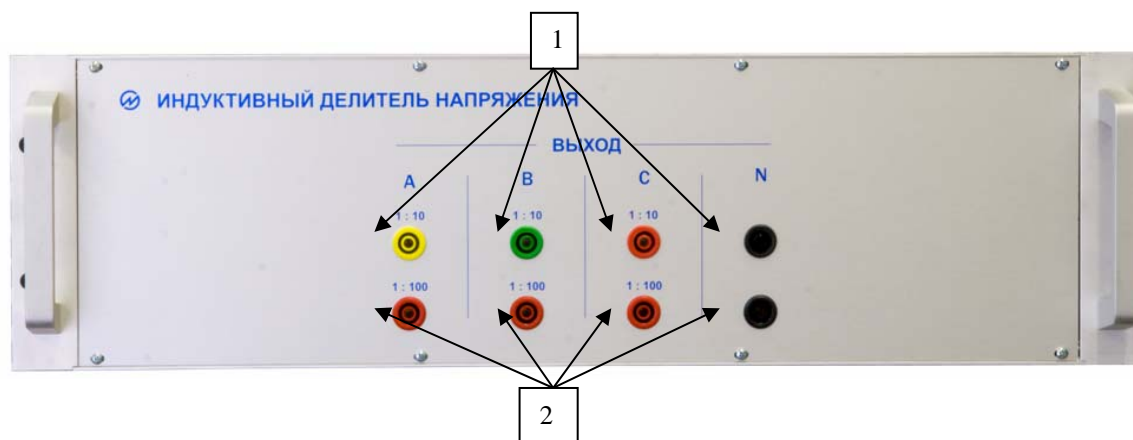 1
ИНДУКТИВНЫЙ ДЕЛИТЕЛЬ НАПРЯЖЕНИЯ
ВЫХОД
A B C N
1 : 10 1 : 10 1 : 10
1 : 100 1 : 100 1 : 100
2